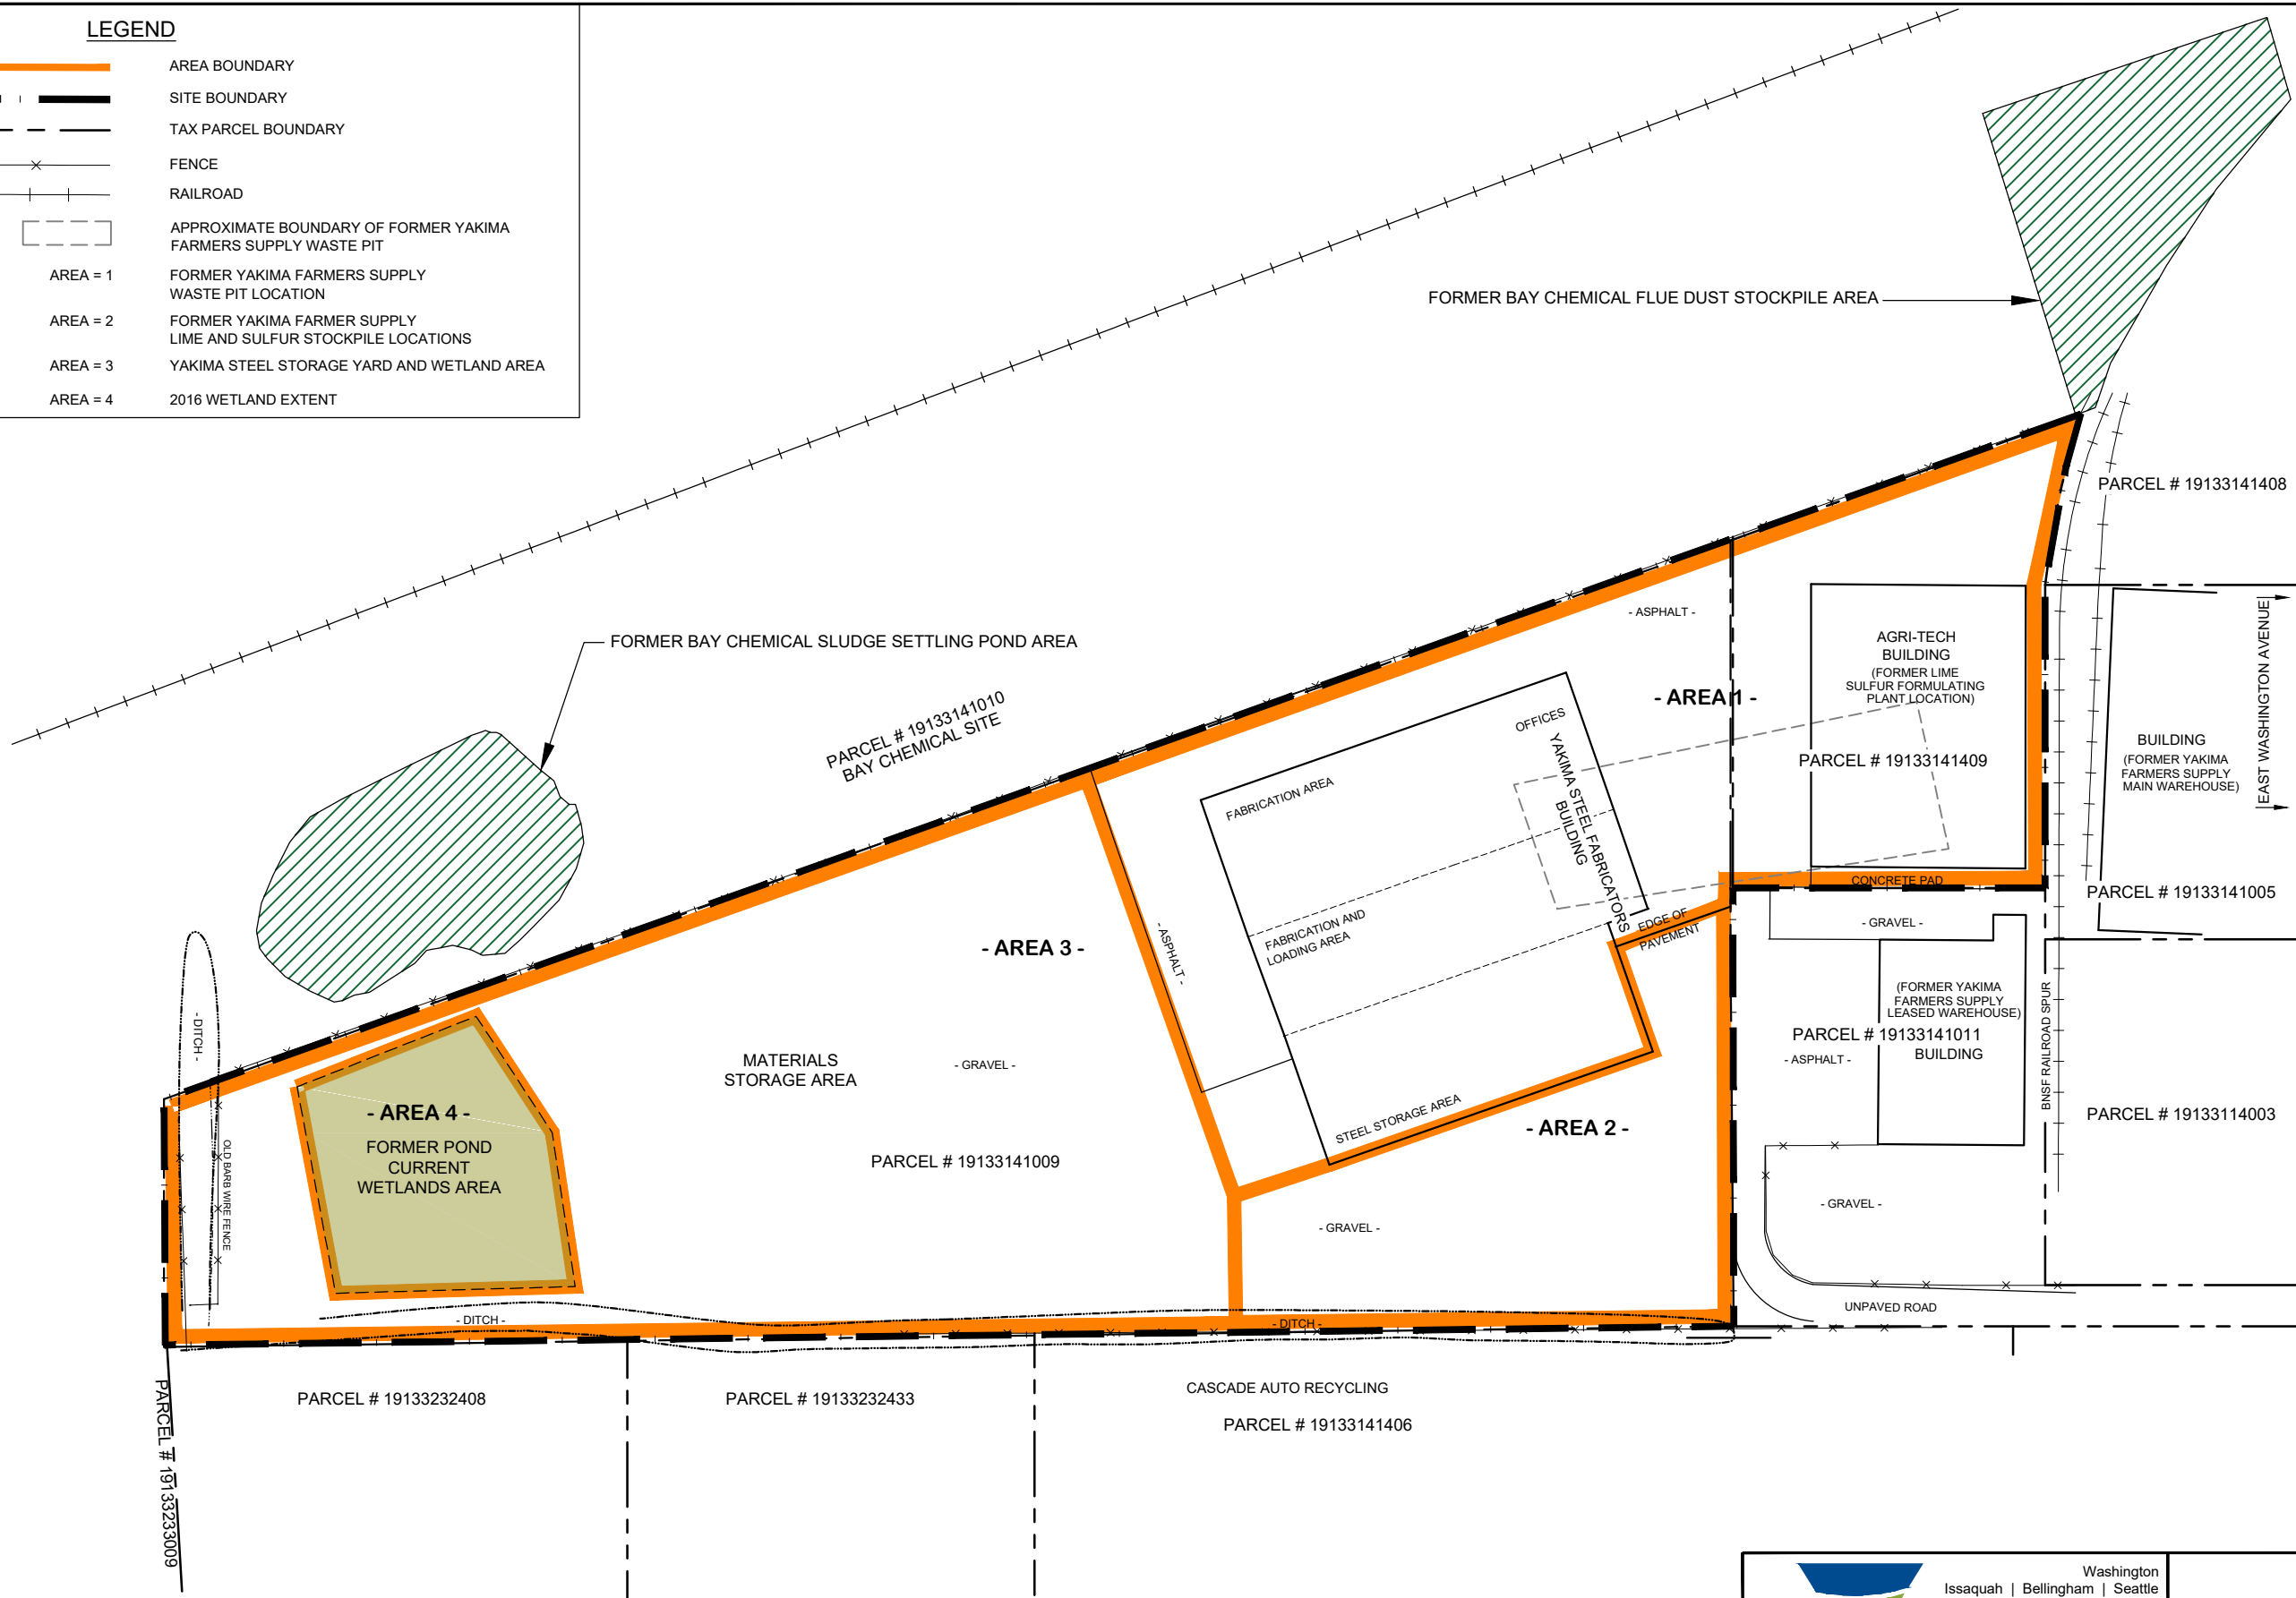 LEGEND
AREA BOUNDARY
SITE BOUNDARY
TAX PARCEL BOUNDARY
FENCE
RAILROAD
APPROXIMATE BOUNDARY OF FORMER YAKIMA
FARMERS SUPPLY WASTE PIT
AREA = 1 FORMER YAKIMA FARMERS SUPPLY
WASTE PIT LOCATION
AREA = 2 FORMER YAKIMA FARMER SUPPLY
LIME AND SULFUR STOCKPILE LOCATIONS
AREA = 3 YAKIMA STEEL STORAGE YARD AND WETLAND AREA
AREA = 4 2016 WETLAND EXTENT
FORMER BAY CHEMICAL FLUE DUST STOCKPILE AREA
PARCEL # 19133141408
FORMER BAY CHEMICAL SLUDGE SETTLING POND AREA
PARCEL # 19133141010
BAY CHEMICAL SITE
- ASPHALT -
- AREA 1 -
AGRI-TECH
BUILDING
(FORMER LIME
SULFUR FORMULATING
PLANT LOCATION)
PARCEL # 19133141409
EAST WASHINGTON AVENUE
BUILDING
(FORMER YAKIMA
FARMERS SUPPLY
MAIN WAREHOUSE)
PARCEL # 19133141005
OFFICES
YAKIMA STEEL FABRICATORS
BUILDING
FABRICATION AREA
FABRICATION AND
LOADING AREA
- ASPHALT -
CONCRETE PAD
EDGE OF
PAVEMENT
- GRAVEL -
(FORMER YAKIMA
FARMERS SUPPLY
LEASED WAREHOUSE)
PARCEL # 19133141011
BUILDING
- ASPHALT -
BNSF RAILROAD SPUR
PARCEL # 19133114003
- AREA 3 -
MATERIALS
STORAGE AREA
- GRAVEL -
PARCEL # 19133141009
STEEL STORAGE AREA
- AREA 2 -
- GRAVEL -
- GRAVEL -
UNPAVED ROAD
- DITCH -
OLD BARB WIRE FENCE
- AREA 4 -
FORMER POND
CURRENT
WETLANDS AREA
- DITCH -
- DITCH -
PARCEL # 19133233009
PARCEL # 19133232408
PARCEL # 19133232433
CASCADE AUTO RECYCLING
PARCEL # 19133141406
Washington
Issaquah | Bellingham | Seattle